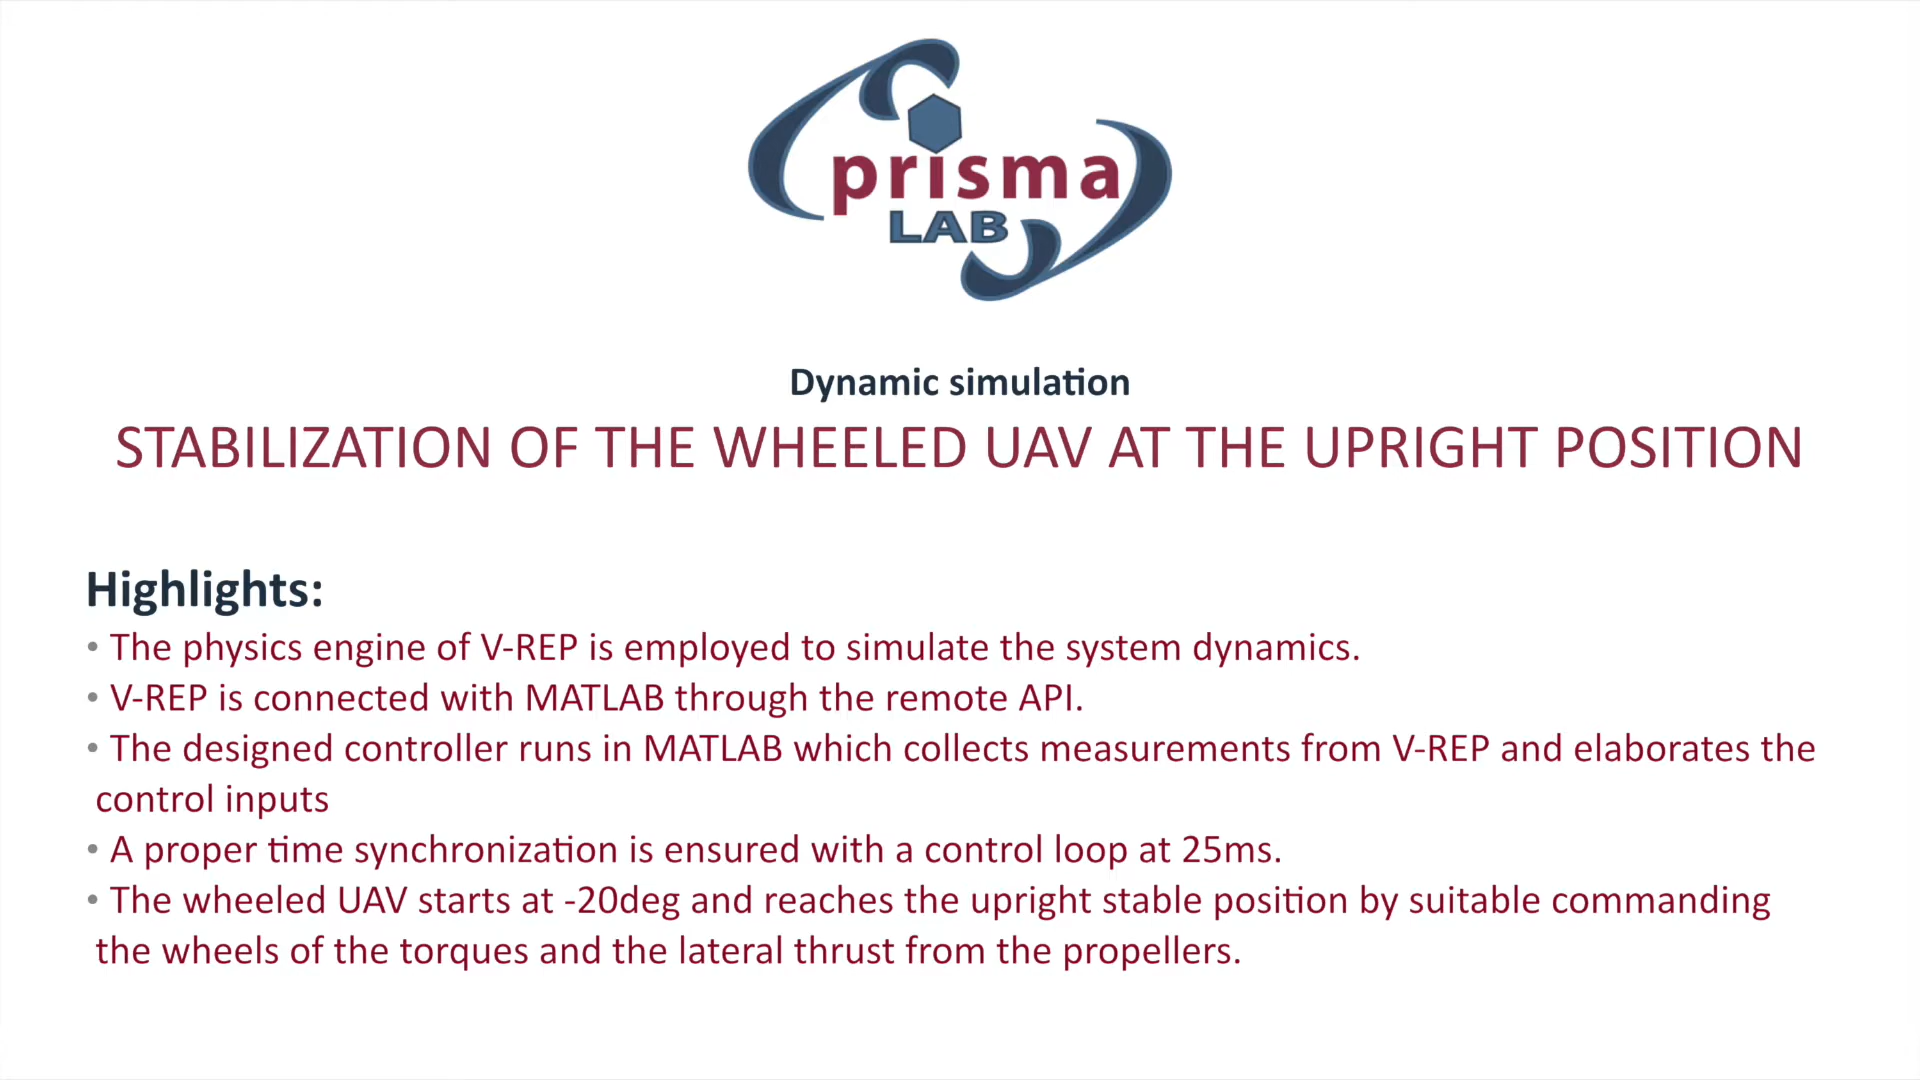 prisma
LAB
Dynamic simulation
STABILIZATION OF THE WHEELED UAV AT THE UPRIGHT POSITION
Highlights:
• The physics engine of V-REP is employed to simulate the system dynamics.
• V-REP is connected with MATLAB through the remote API.
• The designed controller runs in MATLAB which collects measurements from V-REP and elaborates the
control inputs
• A proper time synchronization is ensured with a control loop at 25ms.
• The wheeled UAV starts at -20deg and reaches the upright stable position by suitable commanding
the wheels of the torques and the lateral thrust from the propellers.